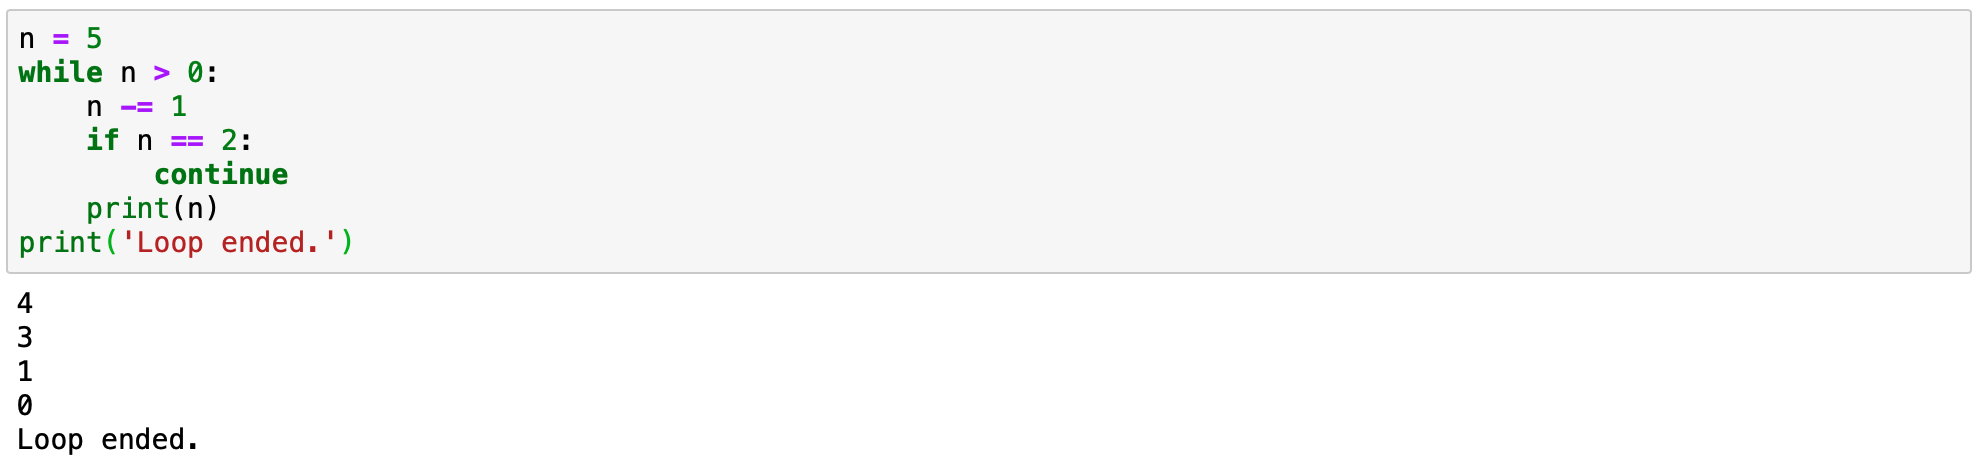 n = 5
while n > 0:
    n -= 1
    if n == 2:
        continue
    print(n)
print('Loop ended.')
4
3
1
0
Loop ended.